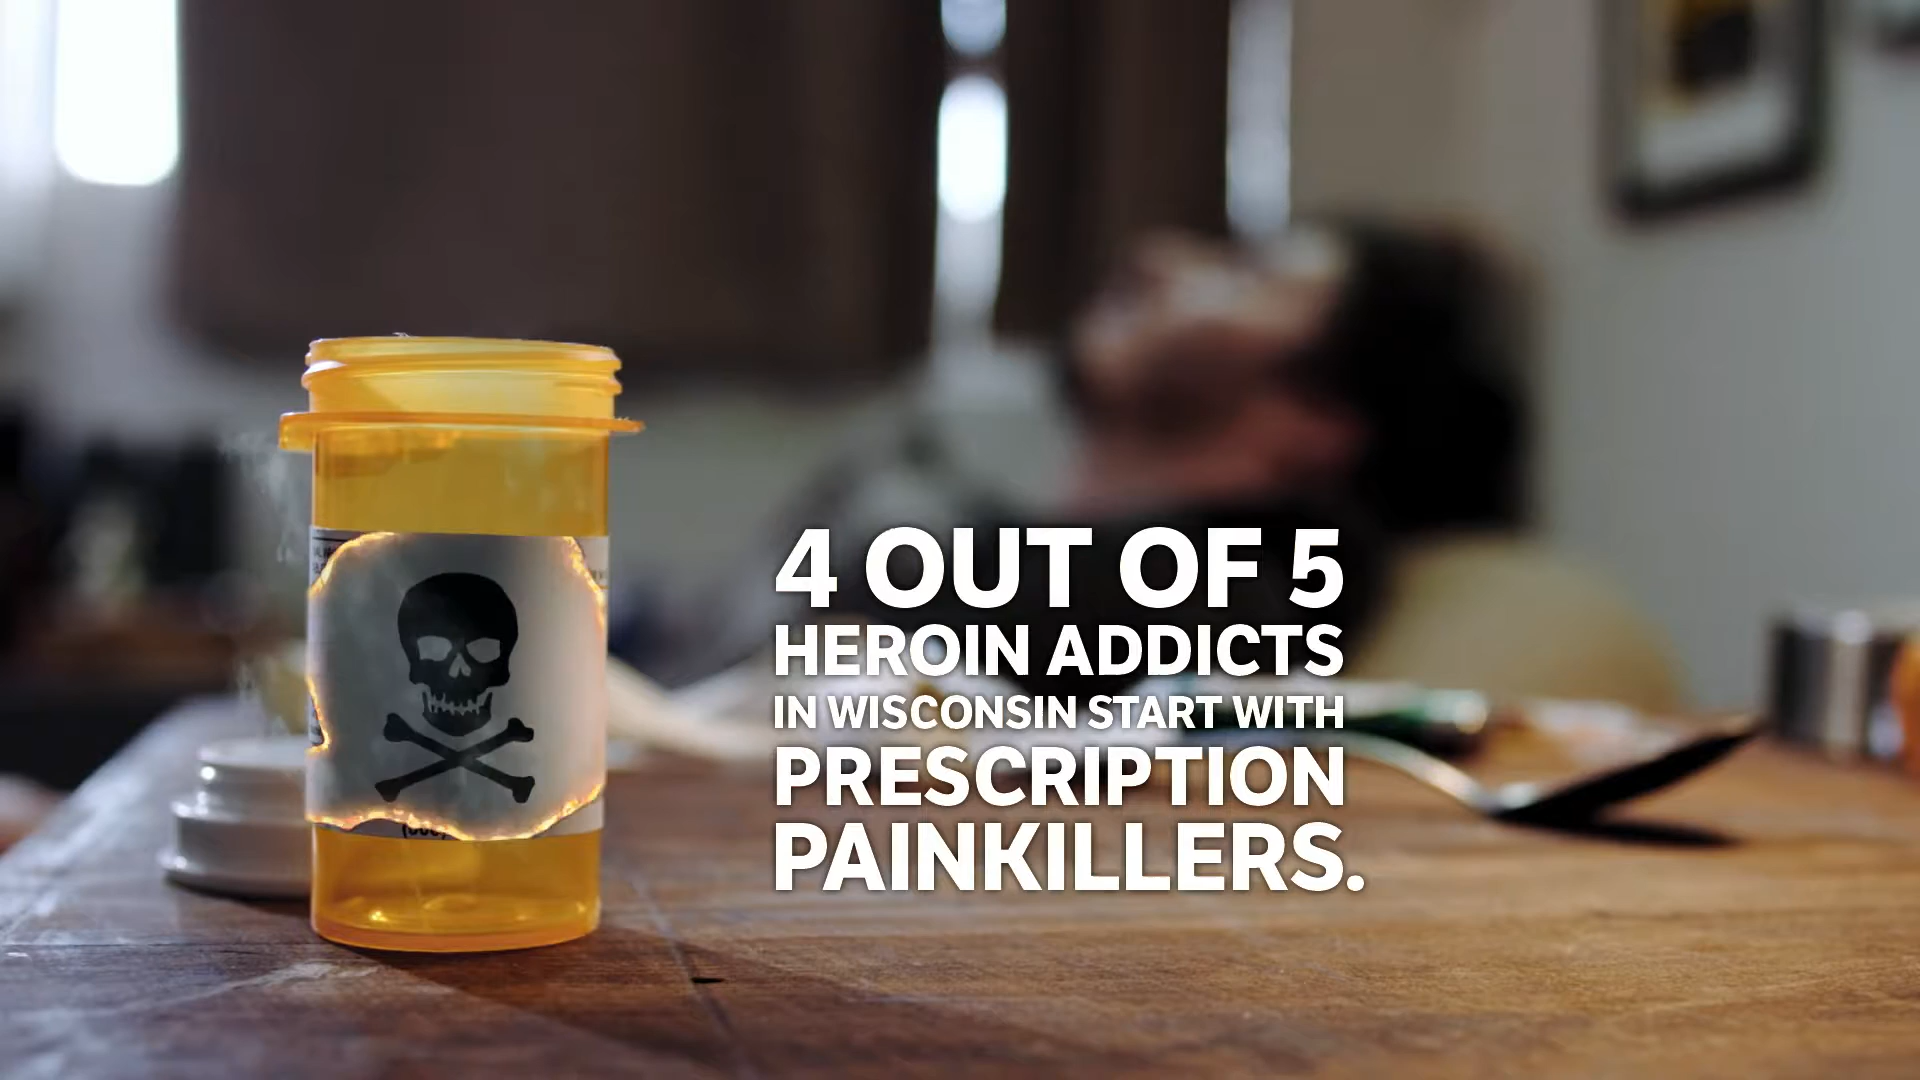 4 OUT OF 5
HEROIN ADDICTS
IN WISCONSIN START WITH
PRESCRIPTION
PAINKILLERS.